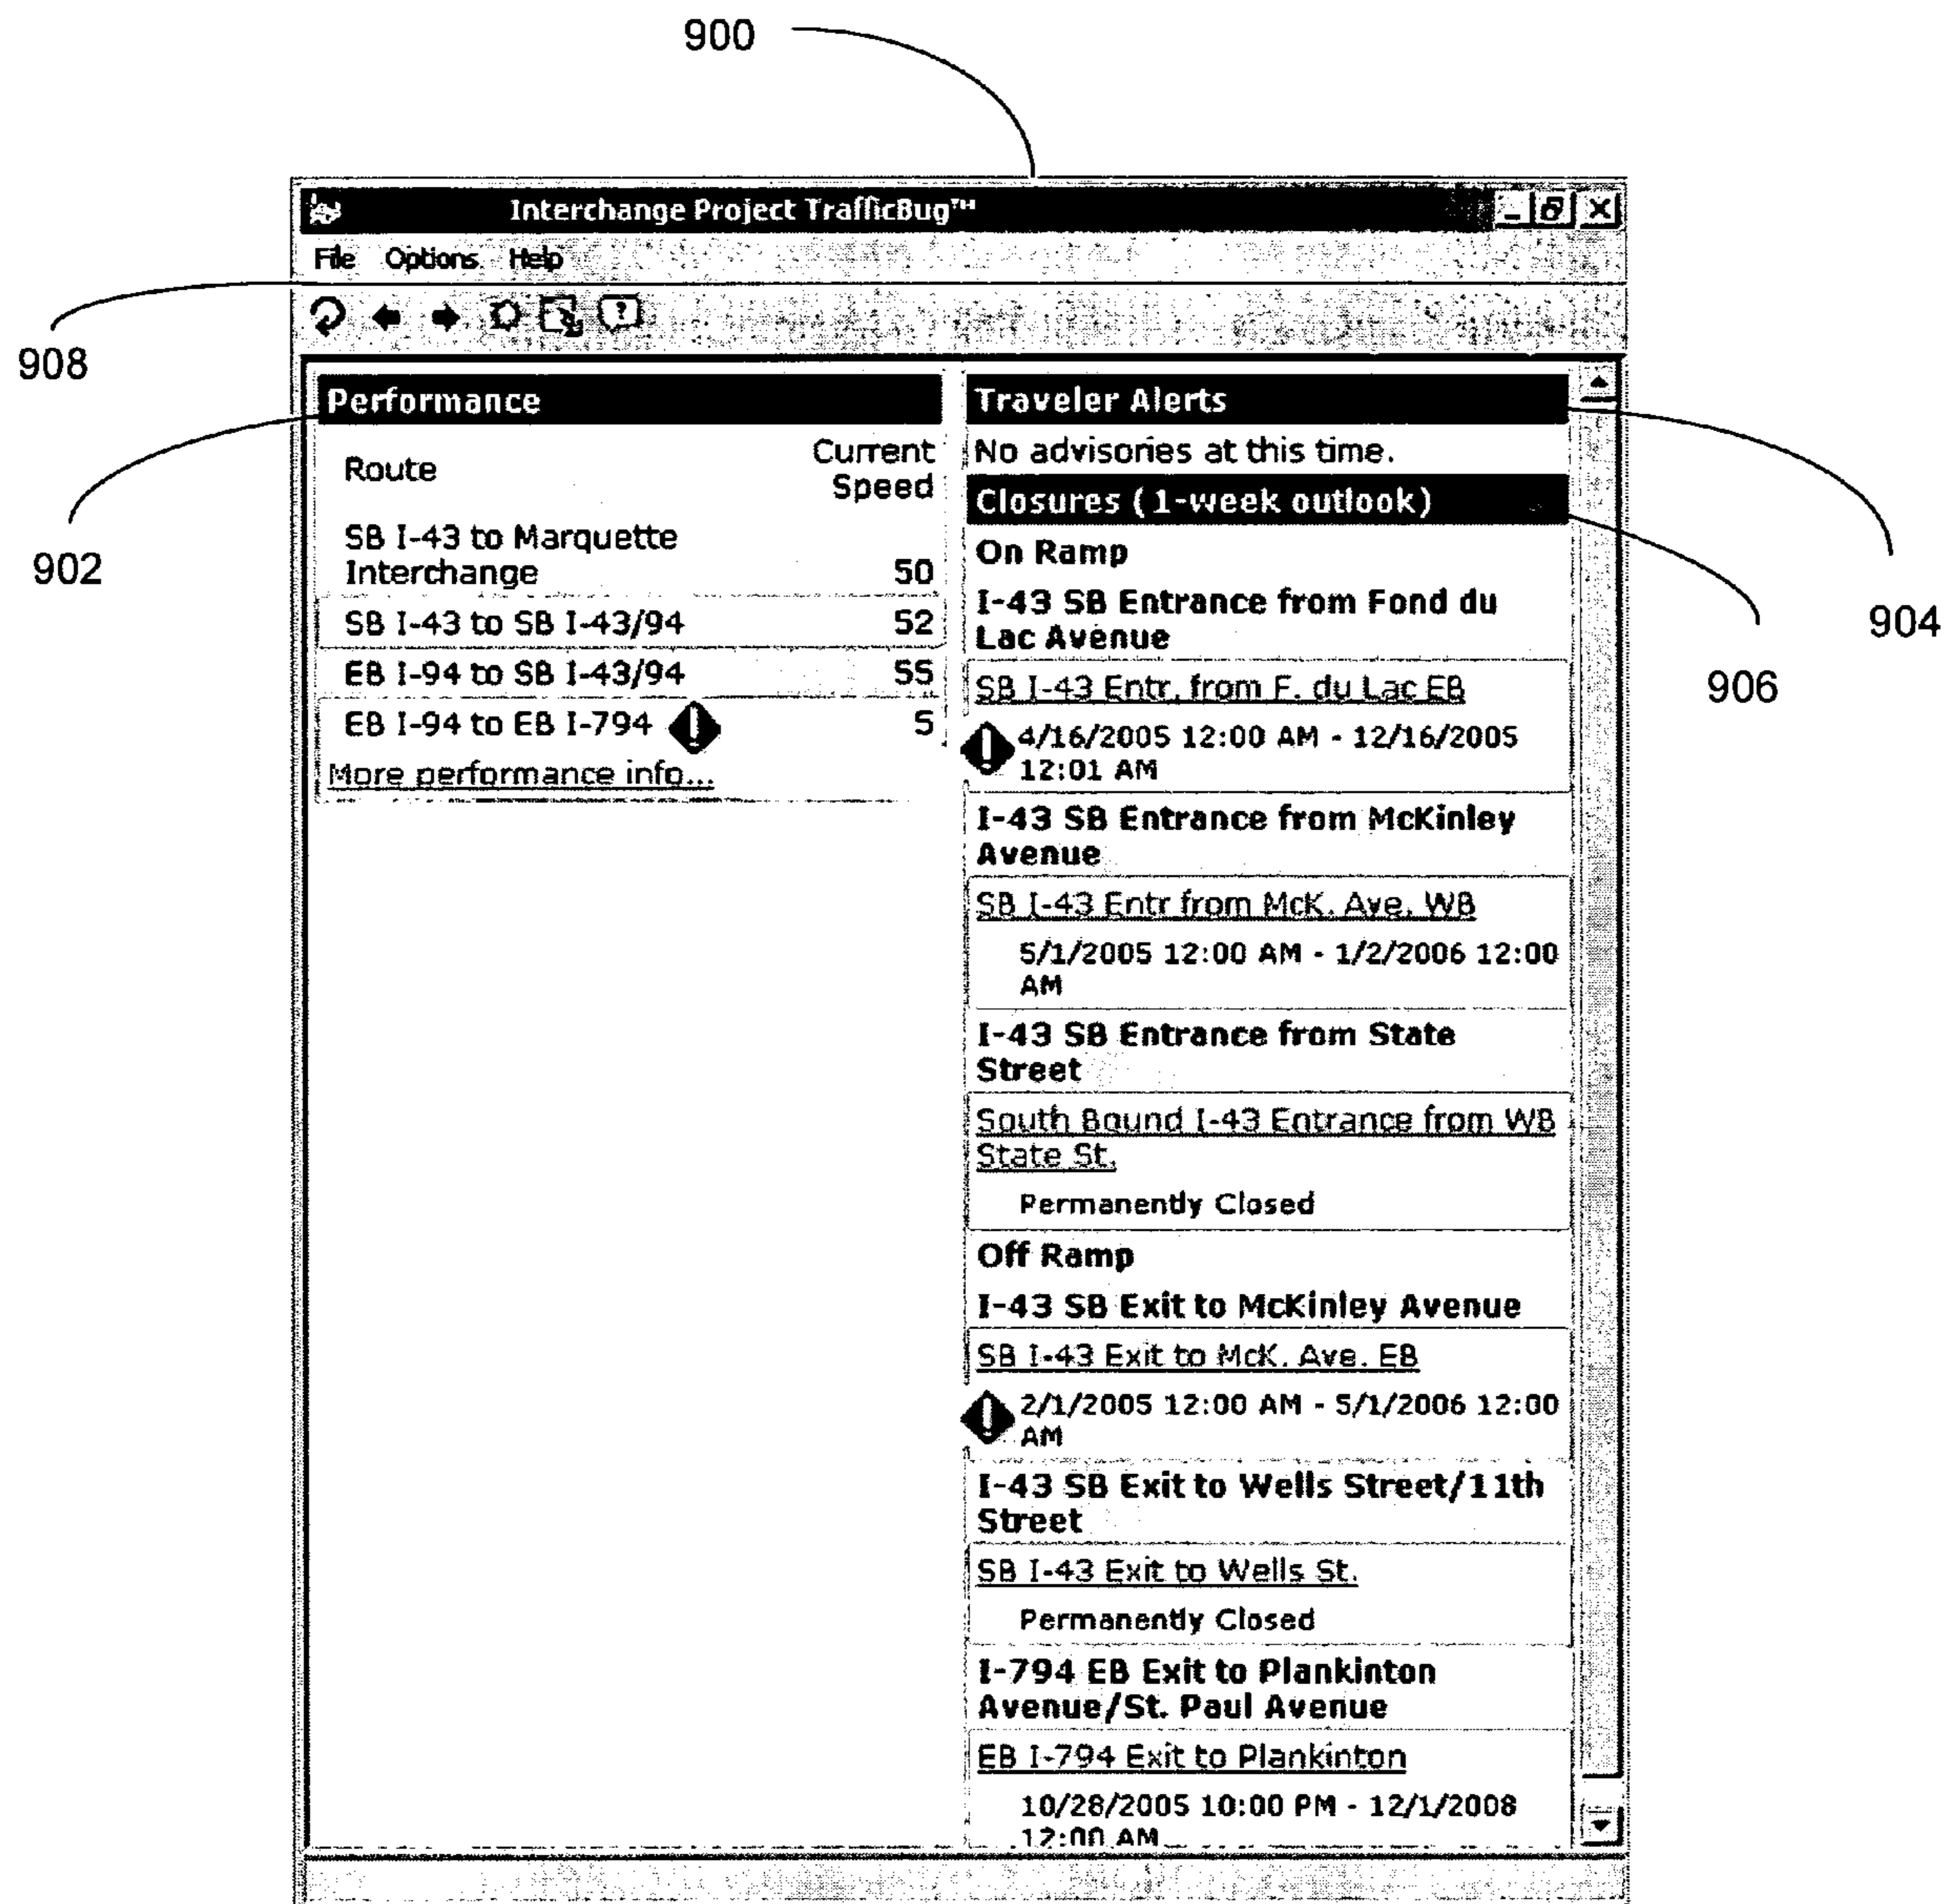 900
Interchange Project TrafficBug™
File Options Help
908
Performance
Route
Current
Speed
SB I-43 to Marquette
Interchange 50
SB I-43 to SB I-43/94 52
EB I-94 to SB I-43/94 55
EB I-94 to EB I-794 5
More performance info...
902
Traveler Alerts
No advisories at this time.
Closures (1-week outlook)
On Ramp
I-43 SB Entrance from Fond du
Lac Avenue
SB I-43 Entr. from F. du Lac EB
4/16/2005 12:00 AM - 12/16/2005
12:01 AM
I-43 SB Entrance from McKinley
Avenue
SB I-43 Entr from McK. Ave. WB
5/1/2005 12:00 AM - 1/2/2006 12:00
AM
I-43 SB Entrance from State
Street
South Bound I-43 Entrance from WB
State St.
Permanently Closed
Off Ramp
I-43 SB Exit to McKinley Avenue
SB I-43 Exit to McK. Ave. EB
2/1/2005 12:00 AM - 5/1/2006 12:00
AM
I-43 SB Exit to Wells Street/11th
Street
SB I-43 Exit to Wells St.
Permanently Closed
I-794 EB Exit to Plankinton
Avenue/St. Paul Avenue
EB I-794 Exit to Plankinton
10/28/2005 10:00 PM - 12/1/2008
12:00 AM
904
906